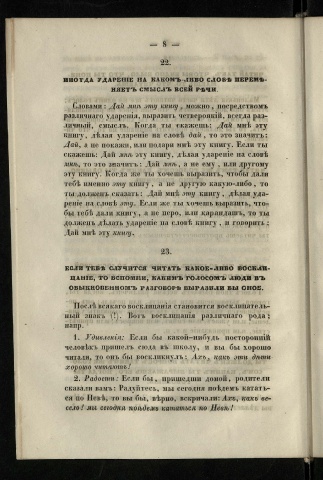 — 8 —
22.
ИНОГДА УДАРЕНІЕ НА КАКОМЪ-ЛИБО СЛОВѢ ПЕРЕМѢ-
НЯЕТЪ СМЫСЛЪ ВСЕЙ РѢЧИ
Словами: Дай мнѣ эту книгу, можно, посредствомъ
различнаго ударенія, выразить четвероякій, всегда раз-
личный, смыслъ. Когда ты скажешь: Дай мнѣ эту
книгу, дѣлая удареніе на словѣ дай, то это значитъ:
Дай, а не покажи, или подари мнѣ эту книгу. Если ты
скажешь: Дай мнѣ эту книгу, дѣлая удареніе на словѣ
мнѣ, то это значитъ: Дай мнѣ, а не ему, или другому
эту книгу. Когда же ты хочешь выразить, чтобы дали
тебѣ именно эту книгу, а не другую какую-либо, то
ты долженъ сказать: Дай мнѣ эту книгу, дѣлая уда-
реніе на словѣ эту. Если же ты хочешь выразить, что-
бы тебѣ дали книгу, а не перо, или карандашъ, то ты
долженъ дѣлать удареніе на словѣ книгу, и говорить:
Дай мнѣ эту книгу.
23.
ЕСЛИ ТЕБѢ СЛУЧИТСЯ ЧИТАТЬ КАКОЕ-ЛИБО ВОСКЛИ-
ЦАНІЕ, ТО ВСПОМНИ, КАКИМЪ ГОЛОСОМЪ ЛЮДИ ВЪ
ОБЫКНОВЕННОМЪ РАЗГОВОРѢ ВЫРАЗИЛИ БЫ ОНОЕ.
Послѣ всякаго восклицанія становится восклицатель-
ный знакъ (!). Вотъ восклицанія различнаго рода;
напр.
1. Удивленія: Если бы какой-нибудь посторонній
человѣкъ пришелъ сюда въ школу, и вы бы хорошо
читали, то онъ бы воскликнулъ: Ахъ, какъ эти дѣти
хорошо читаютъ!
2. Радости: Если бы, пришедши домой, родители
сказали вамъ: Радуйтесь, мы сегодня поѣдемъ катать-
ся по Невѣ, то вы бы, вѣрно, вскричали: Ахъ, какъ ве-
село! мы сегодня поѣдемъ кататься по Невѣ!